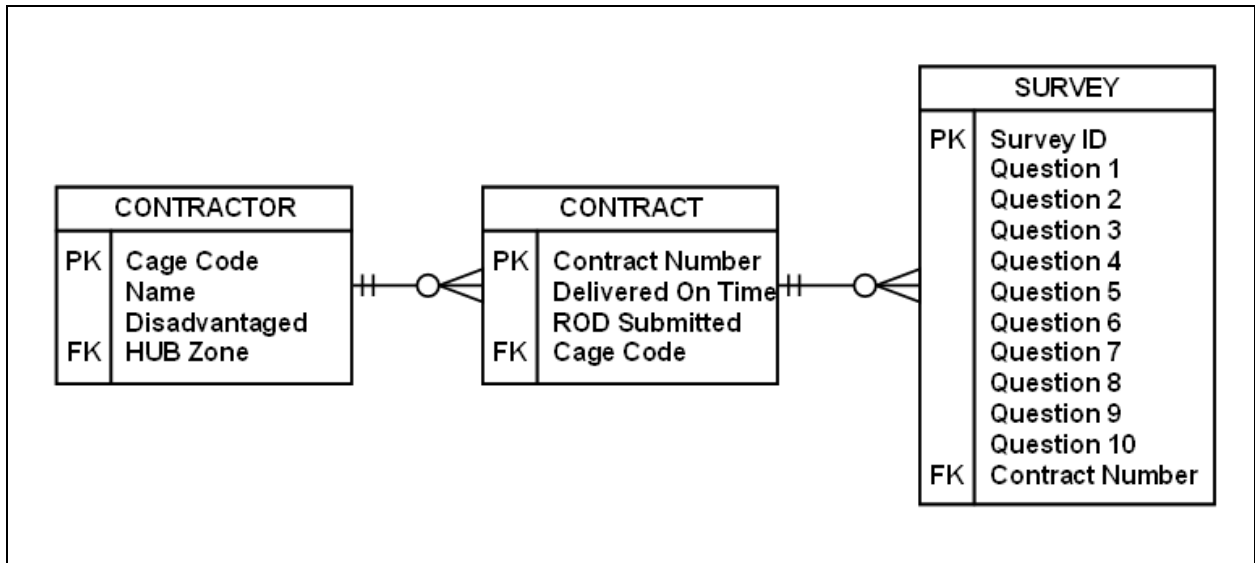 CONTRACTOR
PK Cage Code
Name
Disadvantaged
FK HUB Zone
CONTRACT
PK Contract Number
Delivered On Time
ROD Submitted
FK Cage Code
SURVEY
PK Survey ID
Question 1
Question 2
Question 3
Question 4
Question 5
Question 6
Question 7
Question 8
Question 9
Question 10
FK Contract Number